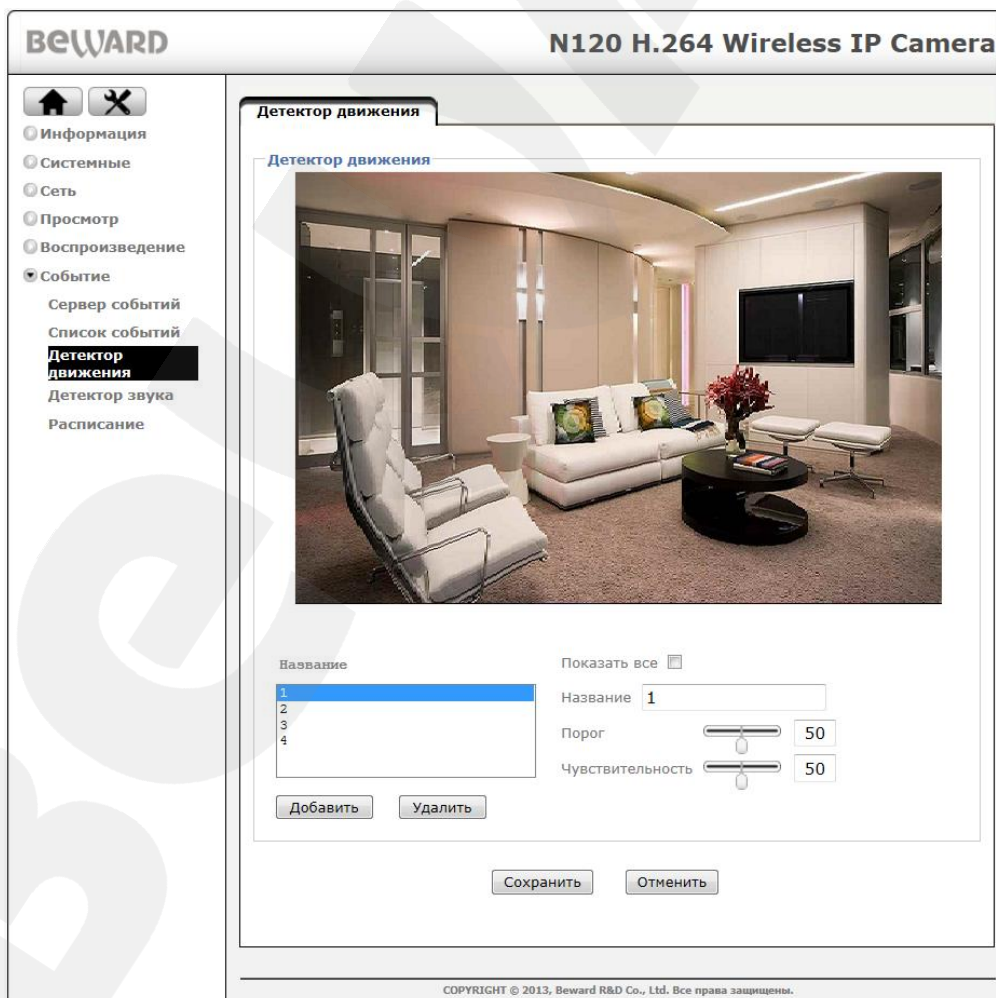 BEWARD
N120 H.264 Wireless IP Camera
Информация
Системные
Сеть
Просмотр
Воспроизведение
Событие
Сервер событий
Список событий
Детектор
движения
Детектор звука
Расписание
Детектор движения
Детектор движения
Название
1
2
3
4
Добавить Удалить
Показать все
Название 1
Порог 50
Чувствительность 50
Сохранить Отменить
COPYRIGHT © 2013, Beward R&D Co., Ltd. Все права защищены.